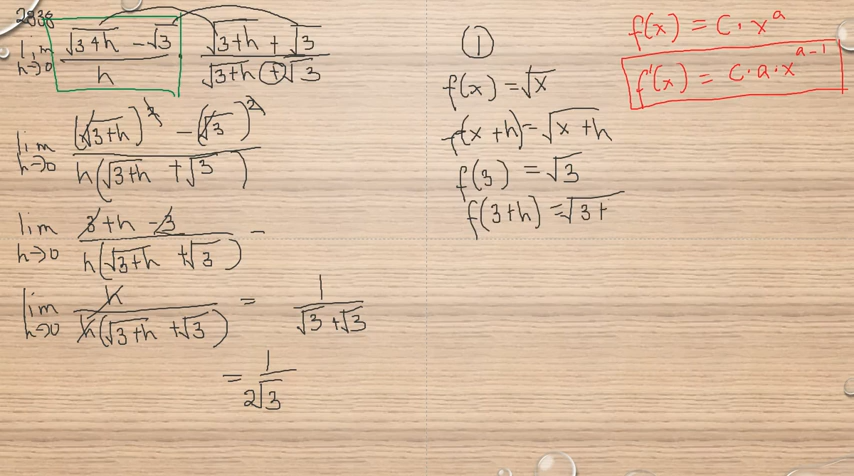 2838
lim h→0 (√3+h − √3)/h · (√3+h + √3)/(√3+h + √3)
lim h→0 ((√3+h)² − (√3)²)/(h(√3+h + √3))
lim h→0 (3+h−3)/(h(√3+h + √3)) =
lim h→0 h/(h(√3+h + √3)) = 1/(√3+√3)
= 1/(2√3)
①
f(x) = √x
f(x+h) = √x+h
f(3) = √3
f(3+h) = √3+
f(x) = C · x^a
f'(x) = C · a · x^(a-1)